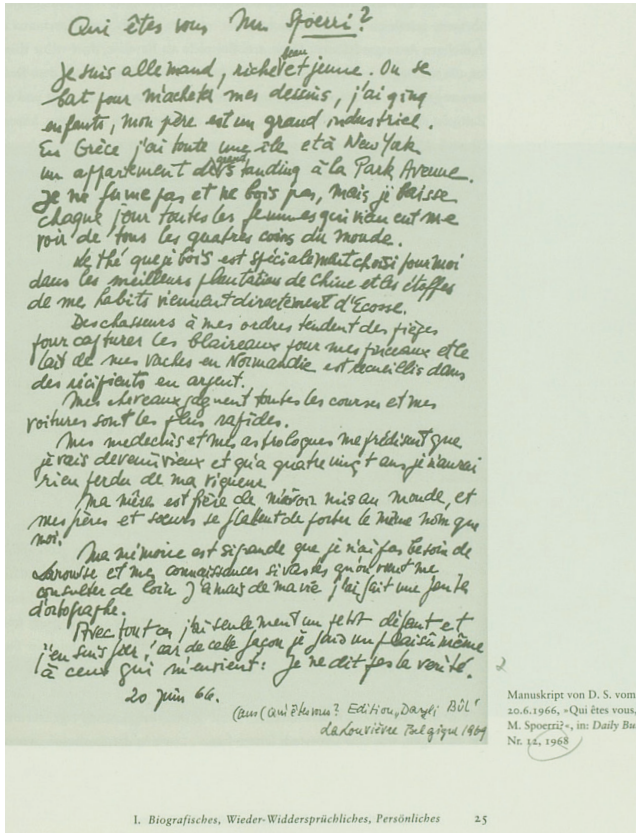 Qui êtes vous Mr Spoerri?
Je suis allemand, riche beau et jeune. On se
bat pour m'acheter mes dessins, j'ai çinq
enfants, mon père est un grand industriel.
En Grèce j'ai toute une île et à New York
un appartement de grand standing à la Park Avenue.
Je ne fume pas et ne bois pas, mais je baisse
chaque jour toutes les femmes qui viennent me
voir de tous les quatres coins du monde.
Le thé que je bois est spécialement choisi pour moi
dans les meilleurs plantation de Chine et les étoffes
de mes habits viennent directement d'Ecosse.
Des chasseurs à mes ordres tendent des pièges
pour capturer les blaireaux pour mes pinceaux et le
lait de mes vaches en Normandie est recueillis dans
des récipients en argent.
Mes chevaux gagnent toutes les courses et mes
voitures sont les plus rapides.
Mes medecins et mes astrologues me prédisent que
je vais devenir vieux et qu'a quatre vingt ans je n'aurai
rien perdu de ma vigueur.
Ma mère est fière de m'avoir mis au monde, et
mes frères et sœurs se flattent de porter le même nom que
moi.
Ma mémoire est si grande que je n'ai pas besoin de
Larousse et mes connaissances si vastes qu'on vient me
consulter de loin. Jamais de ma vie j'ai fait une faute
d'ortographe.
Avec tout ça j'ai seulement un petit défaut et
j'en suis fier, car de cette façon je fais un plaisir même
à ceux qui m'envient: Je ne dit pas la verité.
20 Juin 66.
(aus (qui êtes vous? Edition „Daryli BÛL"
La Louvière Belgique 1969
2
Manuskript von D. S. vom
20.6.1966, »Qui êtes vous,
M. Spoerri?«, in: Daily Bu
Nr. 12, 1968
I. Biografisches, Wieder-Widdersprüchliches, Persönliches 25